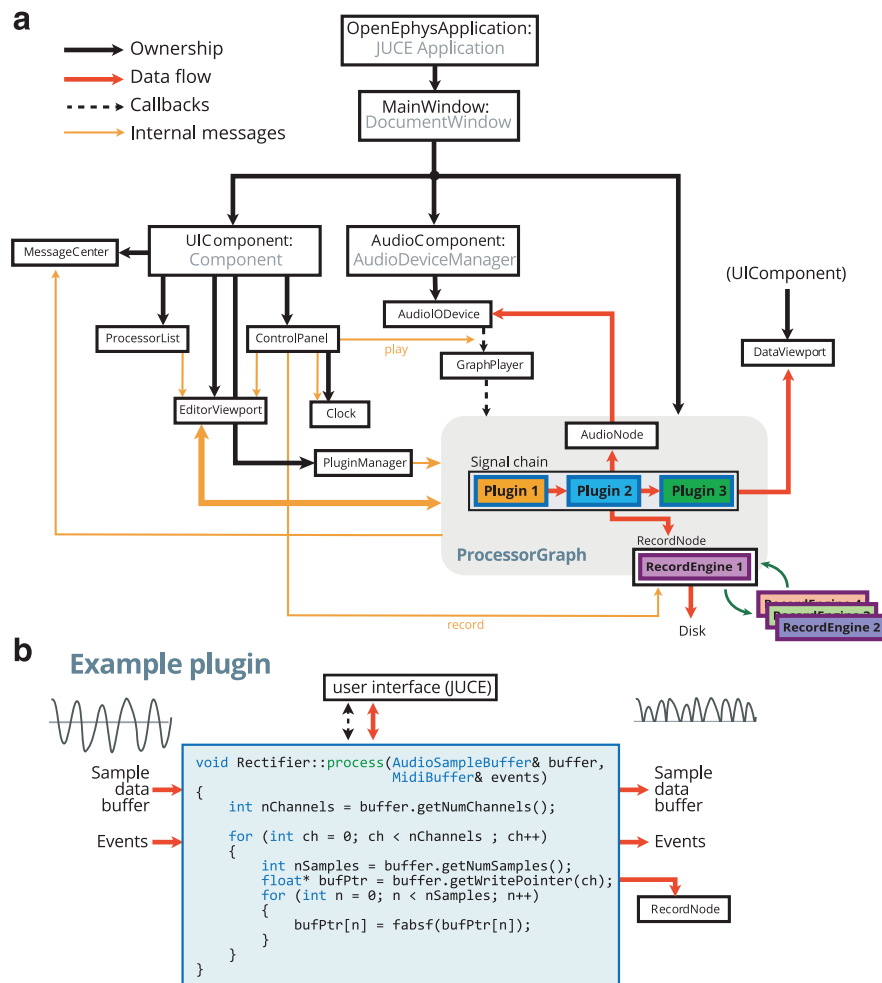 a
Ownership
Data flow
Callbacks
Internal messages
OpenEphysApplication:
JUCE Application
MainWindow:
DocumentWindow
MessageCenter
UIComponent:
Component
AudioComponent:
AudioDeviceManager
(UIComponent)
ProcessorList
ControlPanel
play
AudioIODevice
GraphPlayer
DataViewport
EditorViewport
Clock
AudioNode
PluginManager
Signal chain
Plugin 1
Plugin 2
Plugin 3
ProcessorGraph
RecordNode
RecordEngine 1
record
Disk
RecordEngine 4
RecordEngine 3
RecordEngine 2
b
Example plugin
user interface (JUCE)
Sample
data
buffer
Events
void Rectifier::process(AudioSampleBuffer& buffer,
MidiBuffer& events)
{
int nChannels = buffer.getNumChannels();
for (int ch = 0; ch < nChannels ; ch++)
{
int nSamples = buffer.getNumSamples();
float* bufPtr = buffer.getWritePointer(ch);
for (int n = 0; n < nSamples; n++)
{
bufPtr[n] = fabsf(bufPtr[n]);
}
}
}
Sample
data
buffer
Events
RecordNode